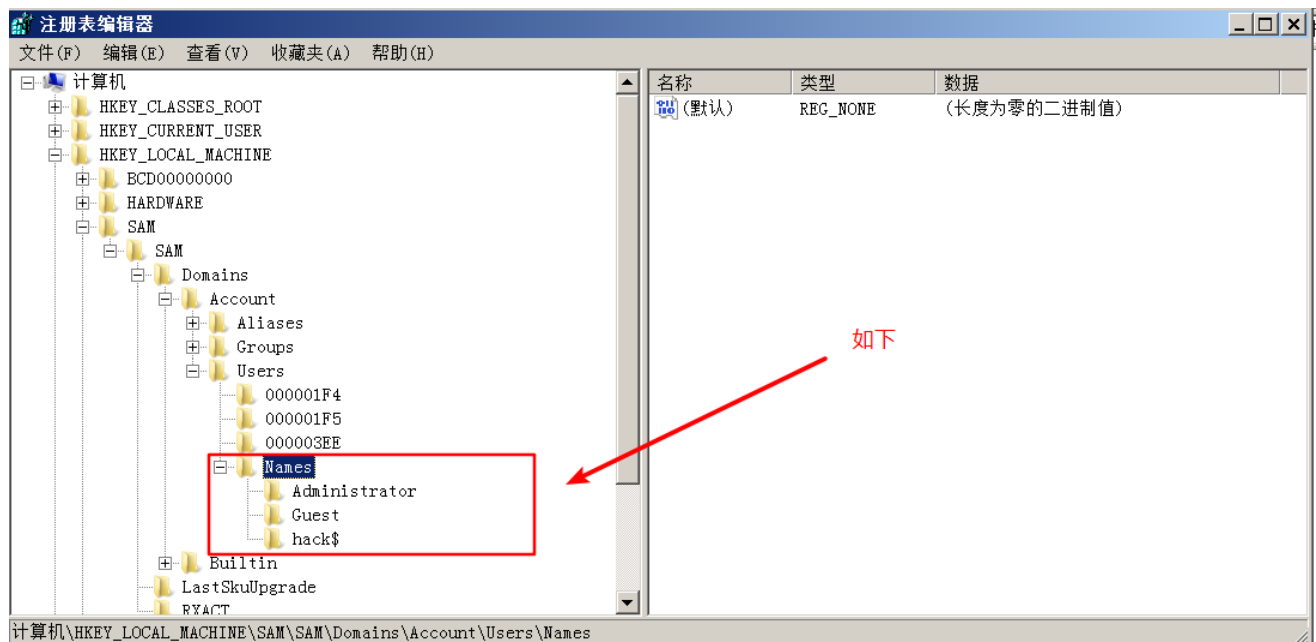 注册表编辑器
文件(F) 编辑(E) 查看(V) 收藏夹(A) 帮助(H)
计算机
HKEY_CLASSES_ROOT
HKEY_CURRENT_USER
HKEY_LOCAL_MACHINE
BCD00000000
HARDWARE
SAM
SAM
Domains
Account
Aliases
Groups
Users
000001F4
000001F5
000003EE
Names
Administrator
Guest
hack$
Builtin
LastSkuUpgrade
RXACT
名称 类型 数据
(默认) REG_NONE (长度为零的二进制值)
如下
计算机\HKEY_LOCAL_MACHINE\SAM\SAM\Domains\Account\Users\Names